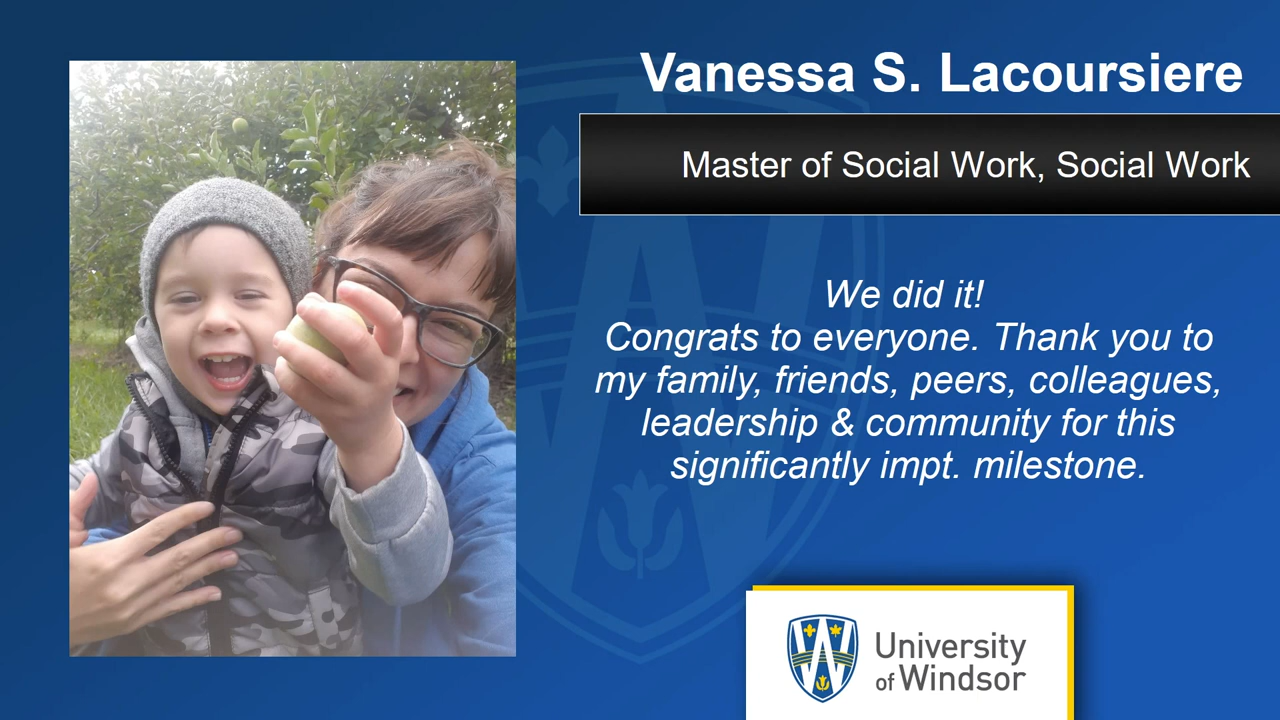 Vanessa S. Lacoursiere
Master of Social Work, Social Work
We did it!
Congrats to everyone. Thank you to
my family, friends, peers, colleagues,
leadership & community for this
significantly impt. milestone.
University
of Windsor